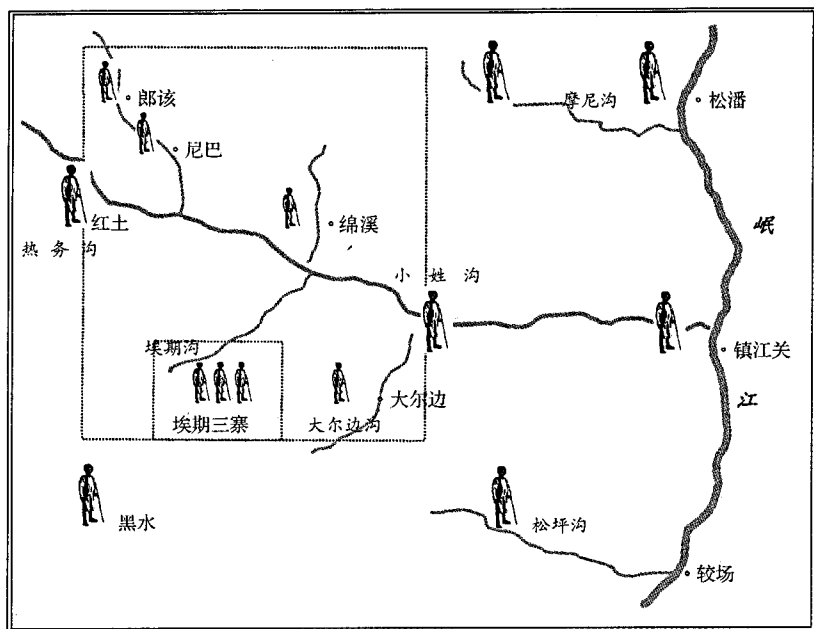 郎该
摩尼沟
松潘
尼巴
红土
绵溪
岷
热务沟
小姓沟
埃期沟
镇江关
大尔边
江
埃期三寨
大尔边沟
黑水
松坪沟
较场